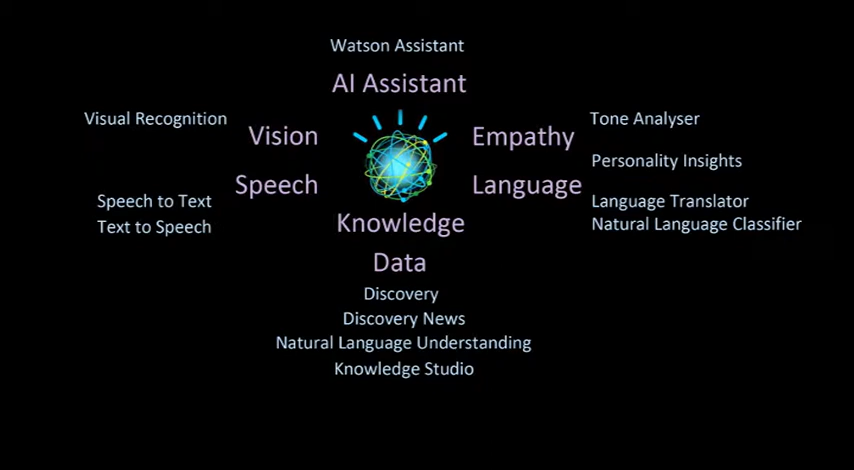 Watson Assistant
AI Assistant
Visual Recognition
Vision
Empathy
Tone Analyser
Personality Insights
Speech
Language
Speech to Text
Text to Speech
Language Translator
Natural Language Classifier
Knowledge
Data
Discovery
Discovery News
Natural Language Understanding
Knowledge Studio